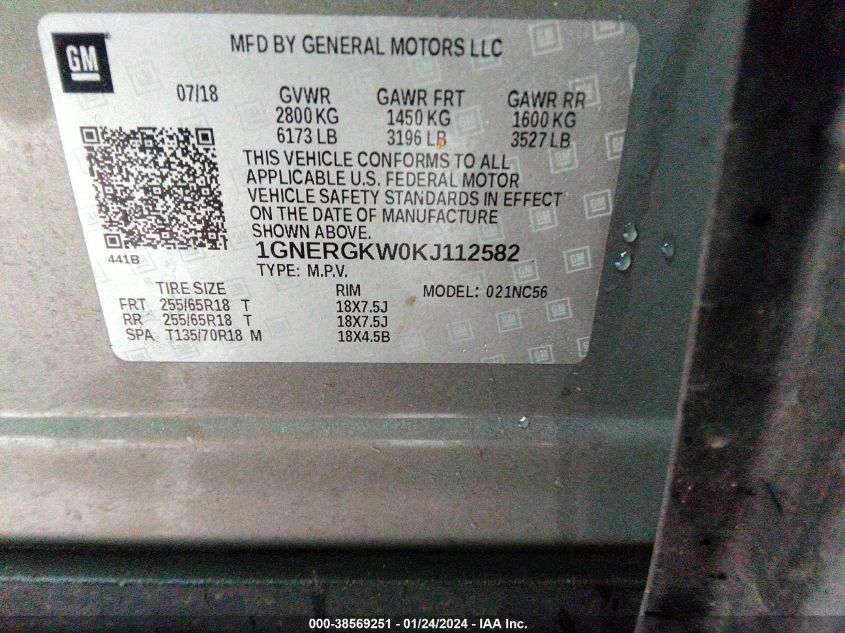 GM
MFD BY GENERAL MOTORS LLC
07/18 GVWR GAWR FRT GAWR RR
2800 KG 1450 KG 1600 KG
6173 LB 3196 LB 3527 LB
THIS VEHICLE CONFORMS TO ALL
APPLICABLE U.S. FEDERAL MOTOR
VEHICLE SAFETY STANDARDS IN EFFECT
ON THE DATE OF MANUFACTURE
SHOWN ABOVE.
441B
1GNERGKW0KJ112582
TYPE: M.P.V.
TIRE SIZE RIM MODEL: 021NC56
FRT 255/65R18 T 18X7.5J
RR 255/65R18 T 18X7.5J
SPA T135/70R18 M 18X4.5B
000-38569251 - 01/24/2024 - IAA Inc.